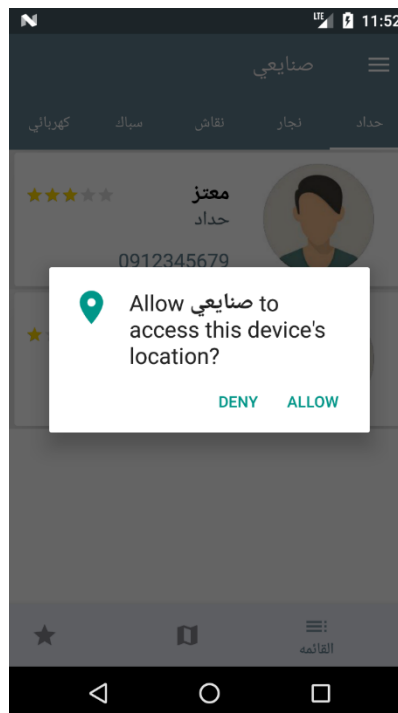 LTE 11:52
صنايعي
حداد نجار نقاش سباك كهربائي
معتز
حداد
0912345679
Allow صنايعي to
access this device's
location?
DENY ALLOW
القائمه